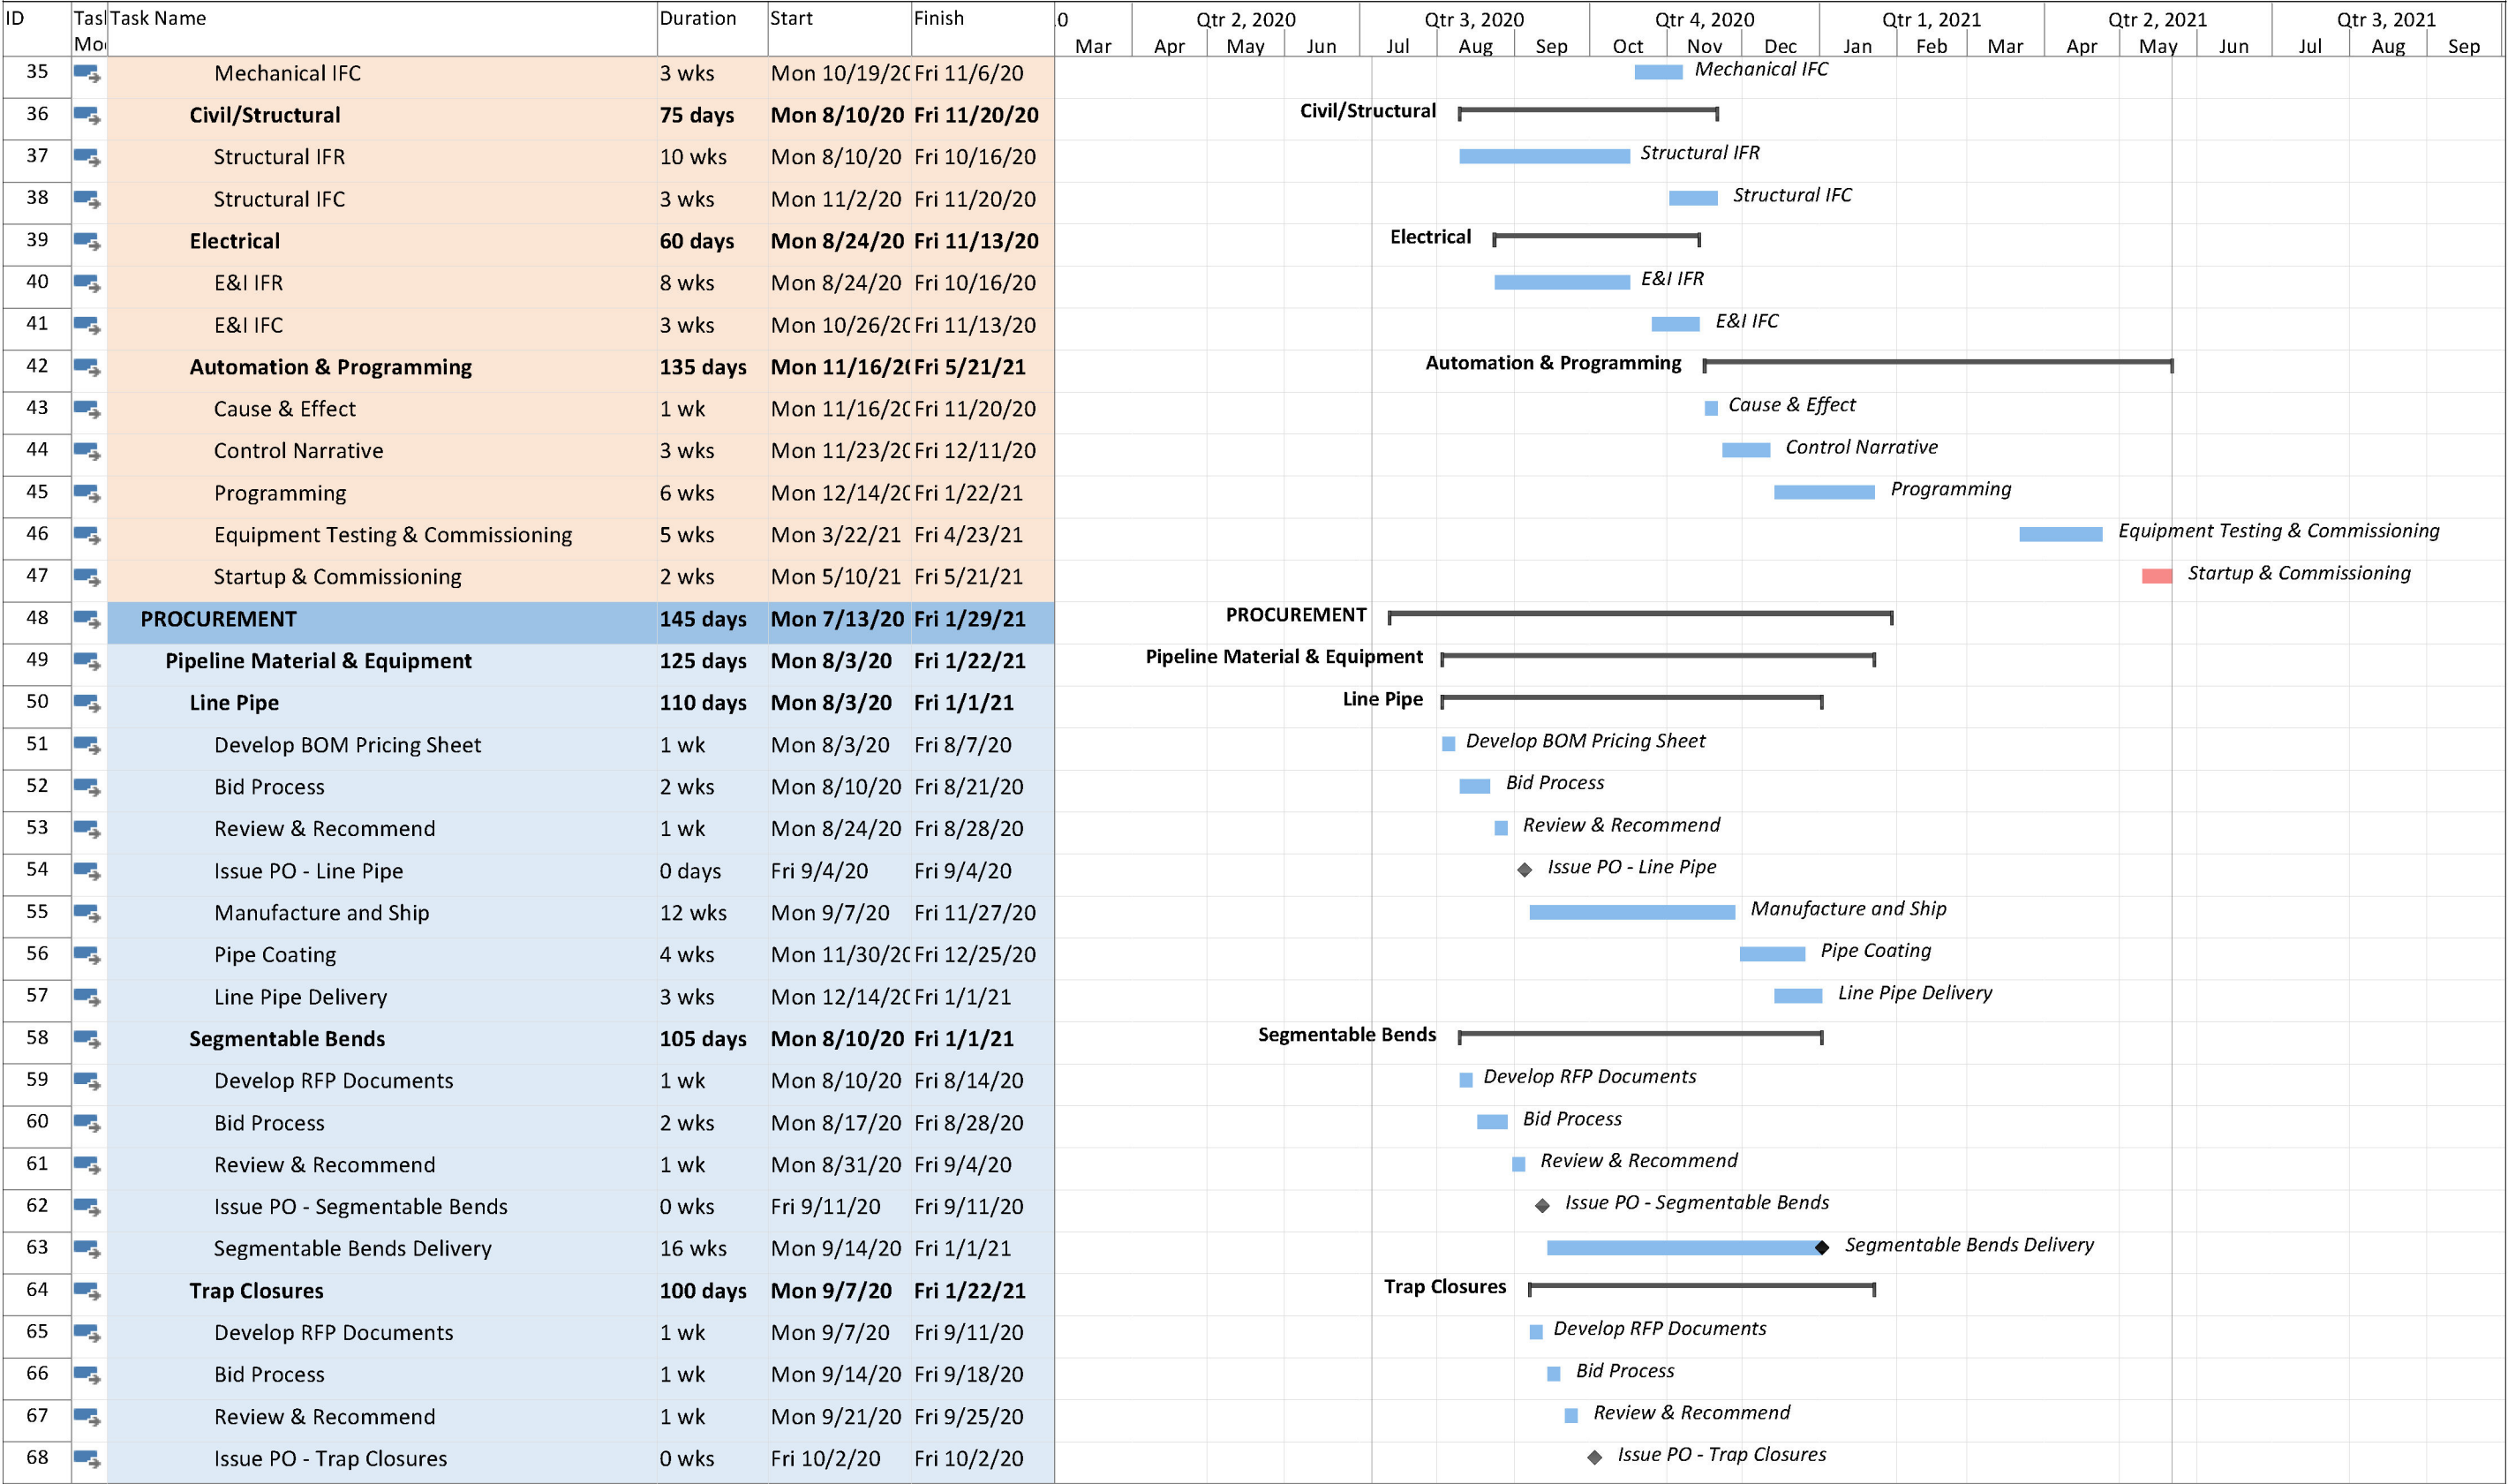 ID Task Task Name Duration Start Finish 0 Qtr 2, 2020 Qtr 3, 2020 Qtr 4, 2020 Qtr 1, 2021 Qtr 2, 2021 Qtr 3, 2021
Mo Mar Apr May Jun Jul Aug Sep Oct Nov Dec Jan Feb Mar Apr May Jun Jul Aug Sep
35 Mechanical IFC 3 wks Mon 10/19/20 Fri 11/6/20 Mechanical IFC
36 Civil/Structural 75 days Mon 8/10/20 Fri 11/20/20 Civil/Structural
37 Structural IFR 10 wks Mon 8/10/20 Fri 10/16/20 Structural IFR
38 Structural IFC 3 wks Mon 11/2/20 Fri 11/20/20 Structural IFC
39 Electrical 60 days Mon 8/24/20 Fri 11/13/20 Electrical
40 E&I IFR 8 wks Mon 8/24/20 Fri 10/16/20 E&I IFR
41 E&I IFC 3 wks Mon 10/26/20 Fri 11/13/20 E&I IFC
42 Automation & Programming 135 days Mon 11/16/20 Fri 5/21/21 Automation & Programming
43 Cause & Effect 1 wk Mon 11/16/20 Fri 11/20/20 Cause & Effect
44 Control Narrative 3 wks Mon 11/23/20 Fri 12/11/20 Control Narrative
45 Programming 6 wks Mon 12/14/20 Fri 1/22/21 Programming
46 Equipment Testing & Commissioning 5 wks Mon 3/22/21 Fri 4/23/21 Equipment Testing & Commissioning
47 Startup & Commissioning 2 wks Mon 5/10/21 Fri 5/21/21 Startup & Commissioning
48 PROCUREMENT 145 days Mon 7/13/20 Fri 1/29/21 PROCUREMENT
49 Pipeline Material & Equipment 125 days Mon 8/3/20 Fri 1/22/21 Pipeline Material & Equipment
50 Line Pipe 110 days Mon 8/3/20 Fri 1/1/21 Line Pipe
51 Develop BOM Pricing Sheet 1 wk Mon 8/3/20 Fri 8/7/20 Develop BOM Pricing Sheet
52 Bid Process 2 wks Mon 8/10/20 Fri 8/21/20 Bid Process
53 Review & Recommend 1 wk Mon 8/24/20 Fri 8/28/20 Review & Recommend
54 Issue PO - Line Pipe 0 days Fri 9/4/20 Fri 9/4/20 Issue PO - Line Pipe
55 Manufacture and Ship 12 wks Mon 9/7/20 Fri 11/27/20 Manufacture and Ship
56 Pipe Coating 4 wks Mon 11/30/20 Fri 12/25/20 Pipe Coating
57 Line Pipe Delivery 3 wks Mon 12/14/20 Fri 1/1/21 Line Pipe Delivery
58 Segmentable Bends 105 days Mon 8/10/20 Fri 1/1/21 Segmentable Bends
59 Develop RFP Documents 1 wk Mon 8/10/20 Fri 8/14/20 Develop RFP Documents
60 Bid Process 2 wks Mon 8/17/20 Fri 8/28/20 Bid Process
61 Review & Recommend 1 wk Mon 8/31/20 Fri 9/4/20 Review & Recommend
62 Issue PO - Segmentable Bends 0 wks Fri 9/11/20 Fri 9/11/20 Issue PO - Segmentable Bends
63 Segmentable Bends Delivery 16 wks Mon 9/14/20 Fri 1/1/21 Segmentable Bends Delivery
64 Trap Closures 100 days Mon 9/7/20 Fri 1/22/21 Trap Closures
65 Develop RFP Documents 1 wk Mon 9/7/20 Fri 9/11/20 Develop RFP Documents
66 Bid Process 1 wk Mon 9/14/20 Fri 9/18/20 Bid Process
67 Review & Recommend 1 wk Mon 9/21/20 Fri 9/25/20 Review & Recommend
68 Issue PO - Trap Closures 0 wks Fri 10/2/20 Fri 10/2/20 Issue PO - Trap Closures